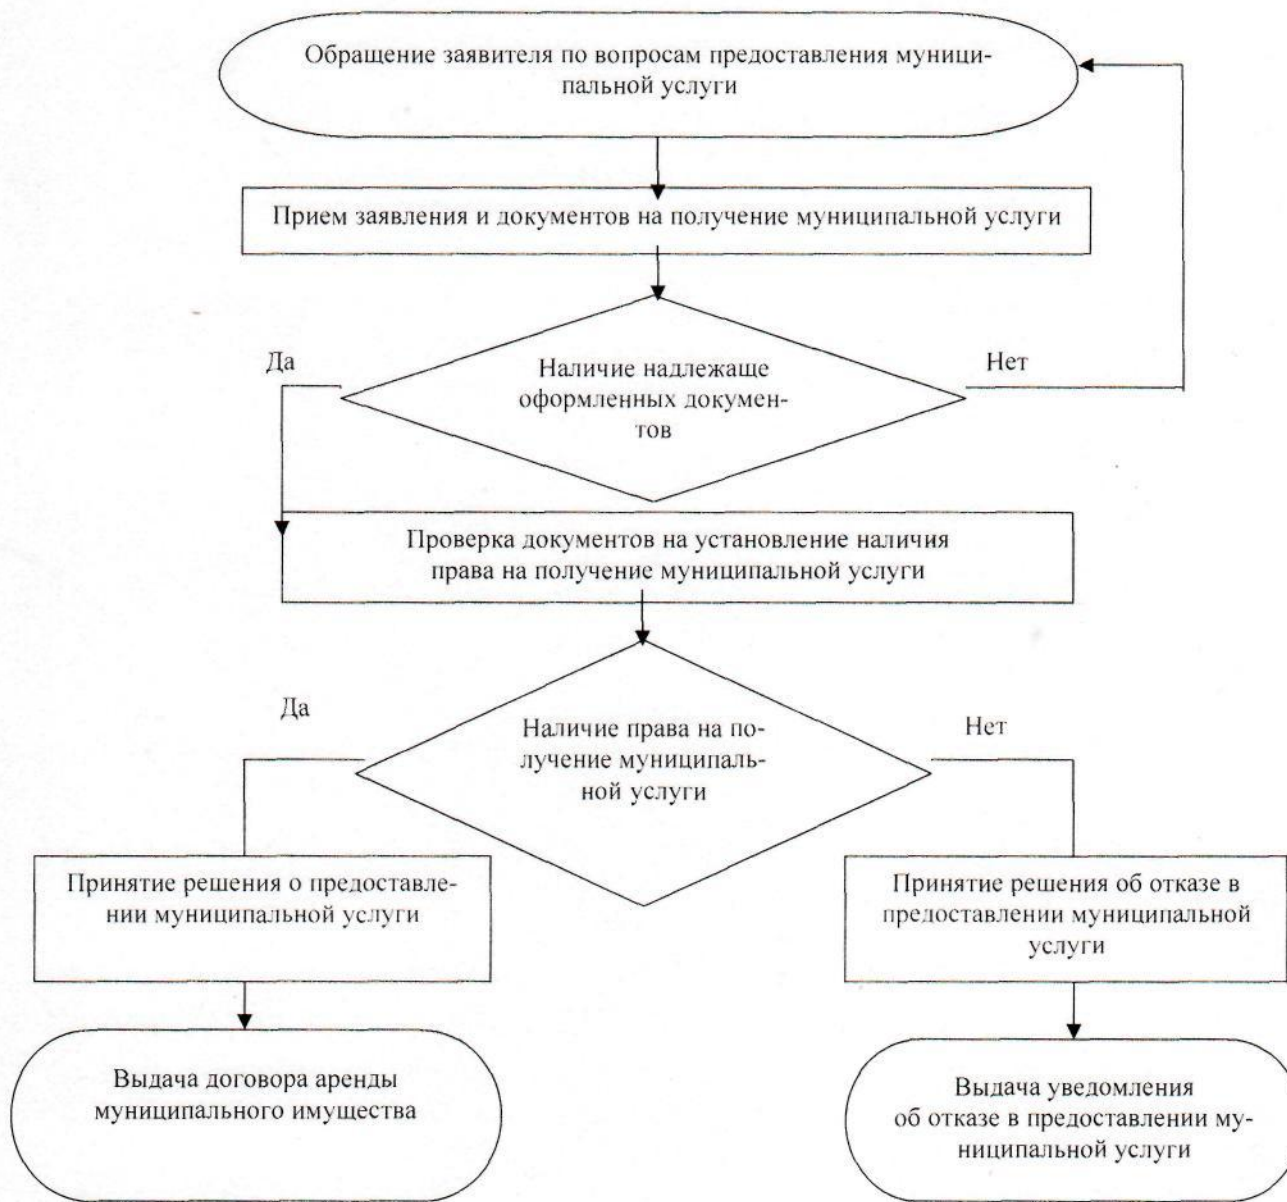 Обращение заявителя по вопросам предоставления муници-
пальной услуги
Прием заявления и документов на получение муниципальной услуги
Да
Нет
Наличие надлежаще
оформленных докумен-
тов
Проверка документов на установление наличия
права на получение муниципальной услуги
Да
Нет
Наличие права на по-
лучение муниципаль-
ной услуги
Принятие решения о предоставле-
нии муниципальной услуги
Принятие решения об отказе в
предоставлении муниципальной
услуги
Выдача договора аренды
муниципального имущества
Выдача уведомления
об отказе в предоставлении му-
ниципальной услуги